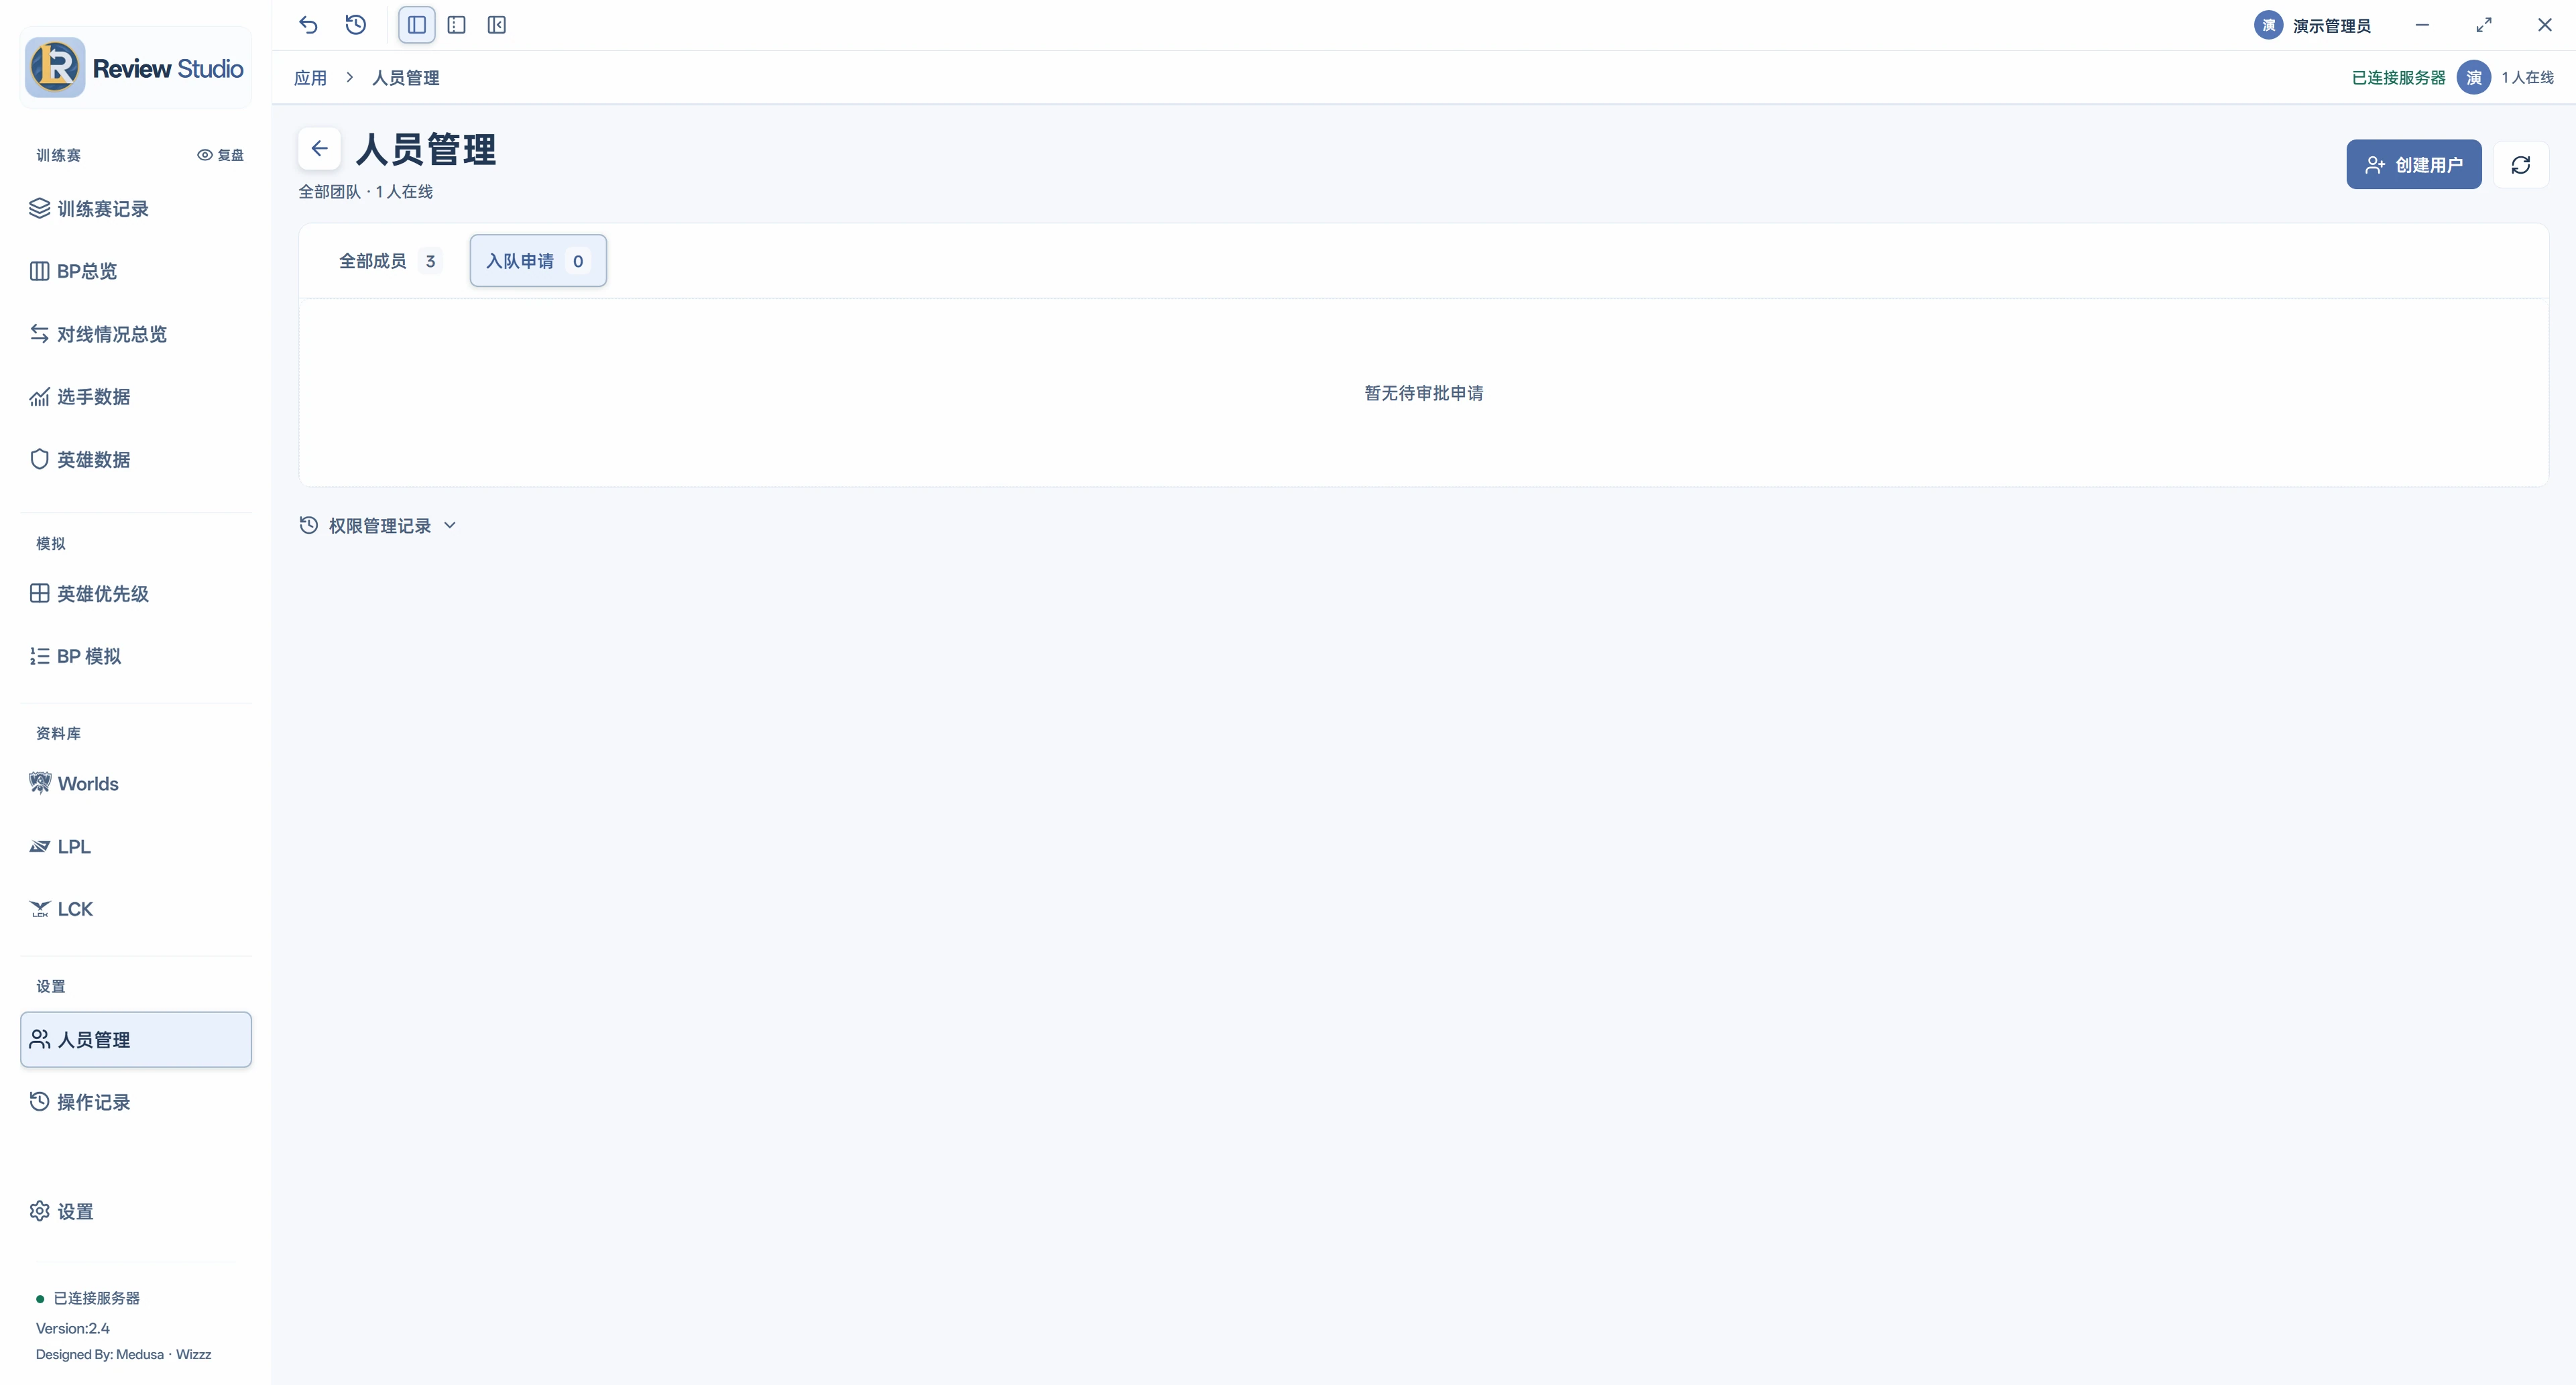 演 演示管理员
Review Studio
应用 > 人员管理
已连接服务器 演 1人在线
训练赛 复盘
训练赛记录
BP总览
对线情况总览
选手数据
英雄数据
模拟
英雄优先级
BP 模拟
资料库
Worlds
LPL
LCK
设置
人员管理
操作记录
设置
已连接服务器
Version:2.4
Designed By: Medusa · Wizzz
人员管理
全部团队 · 1人在线
创建用户
全部成员 3
入队申请 0
暂无待审批申请
权限管理记录